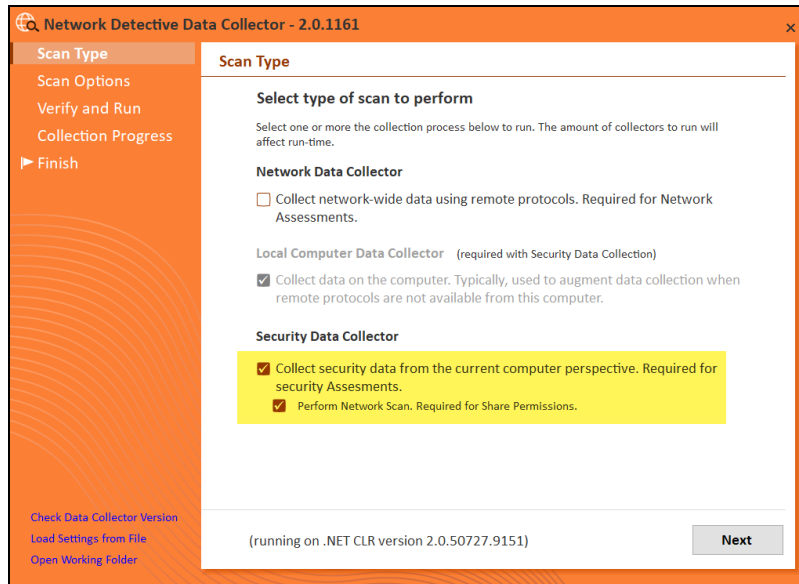 Network Detective Data Collector - 2.0.1161
×
Scan Type
Scan Options
Verify and Run
Collection Progress
Finish
Check Data Collector Version
Load Settings from File
Open Working Folder
Scan Type
Select type of scan to perform
Select one or more the collection process below to run. The amount of collectors to run will
affect run-time.
Network Data Collector
Collect network-wide data using remote protocols. Required for Network
Assessments.
Local Computer Data Collector (required with Security Data Collection)
Collect data on the computer. Typically, used to augment data collection when
remote protocols are not available from this computer.
Security Data Collector
Collect security data from the current computer perspective. Required for
security Assesments.
Perform Network Scan. Required for Share Permissions.
(running on .NET CLR version 2.0.50727.9151)
Next